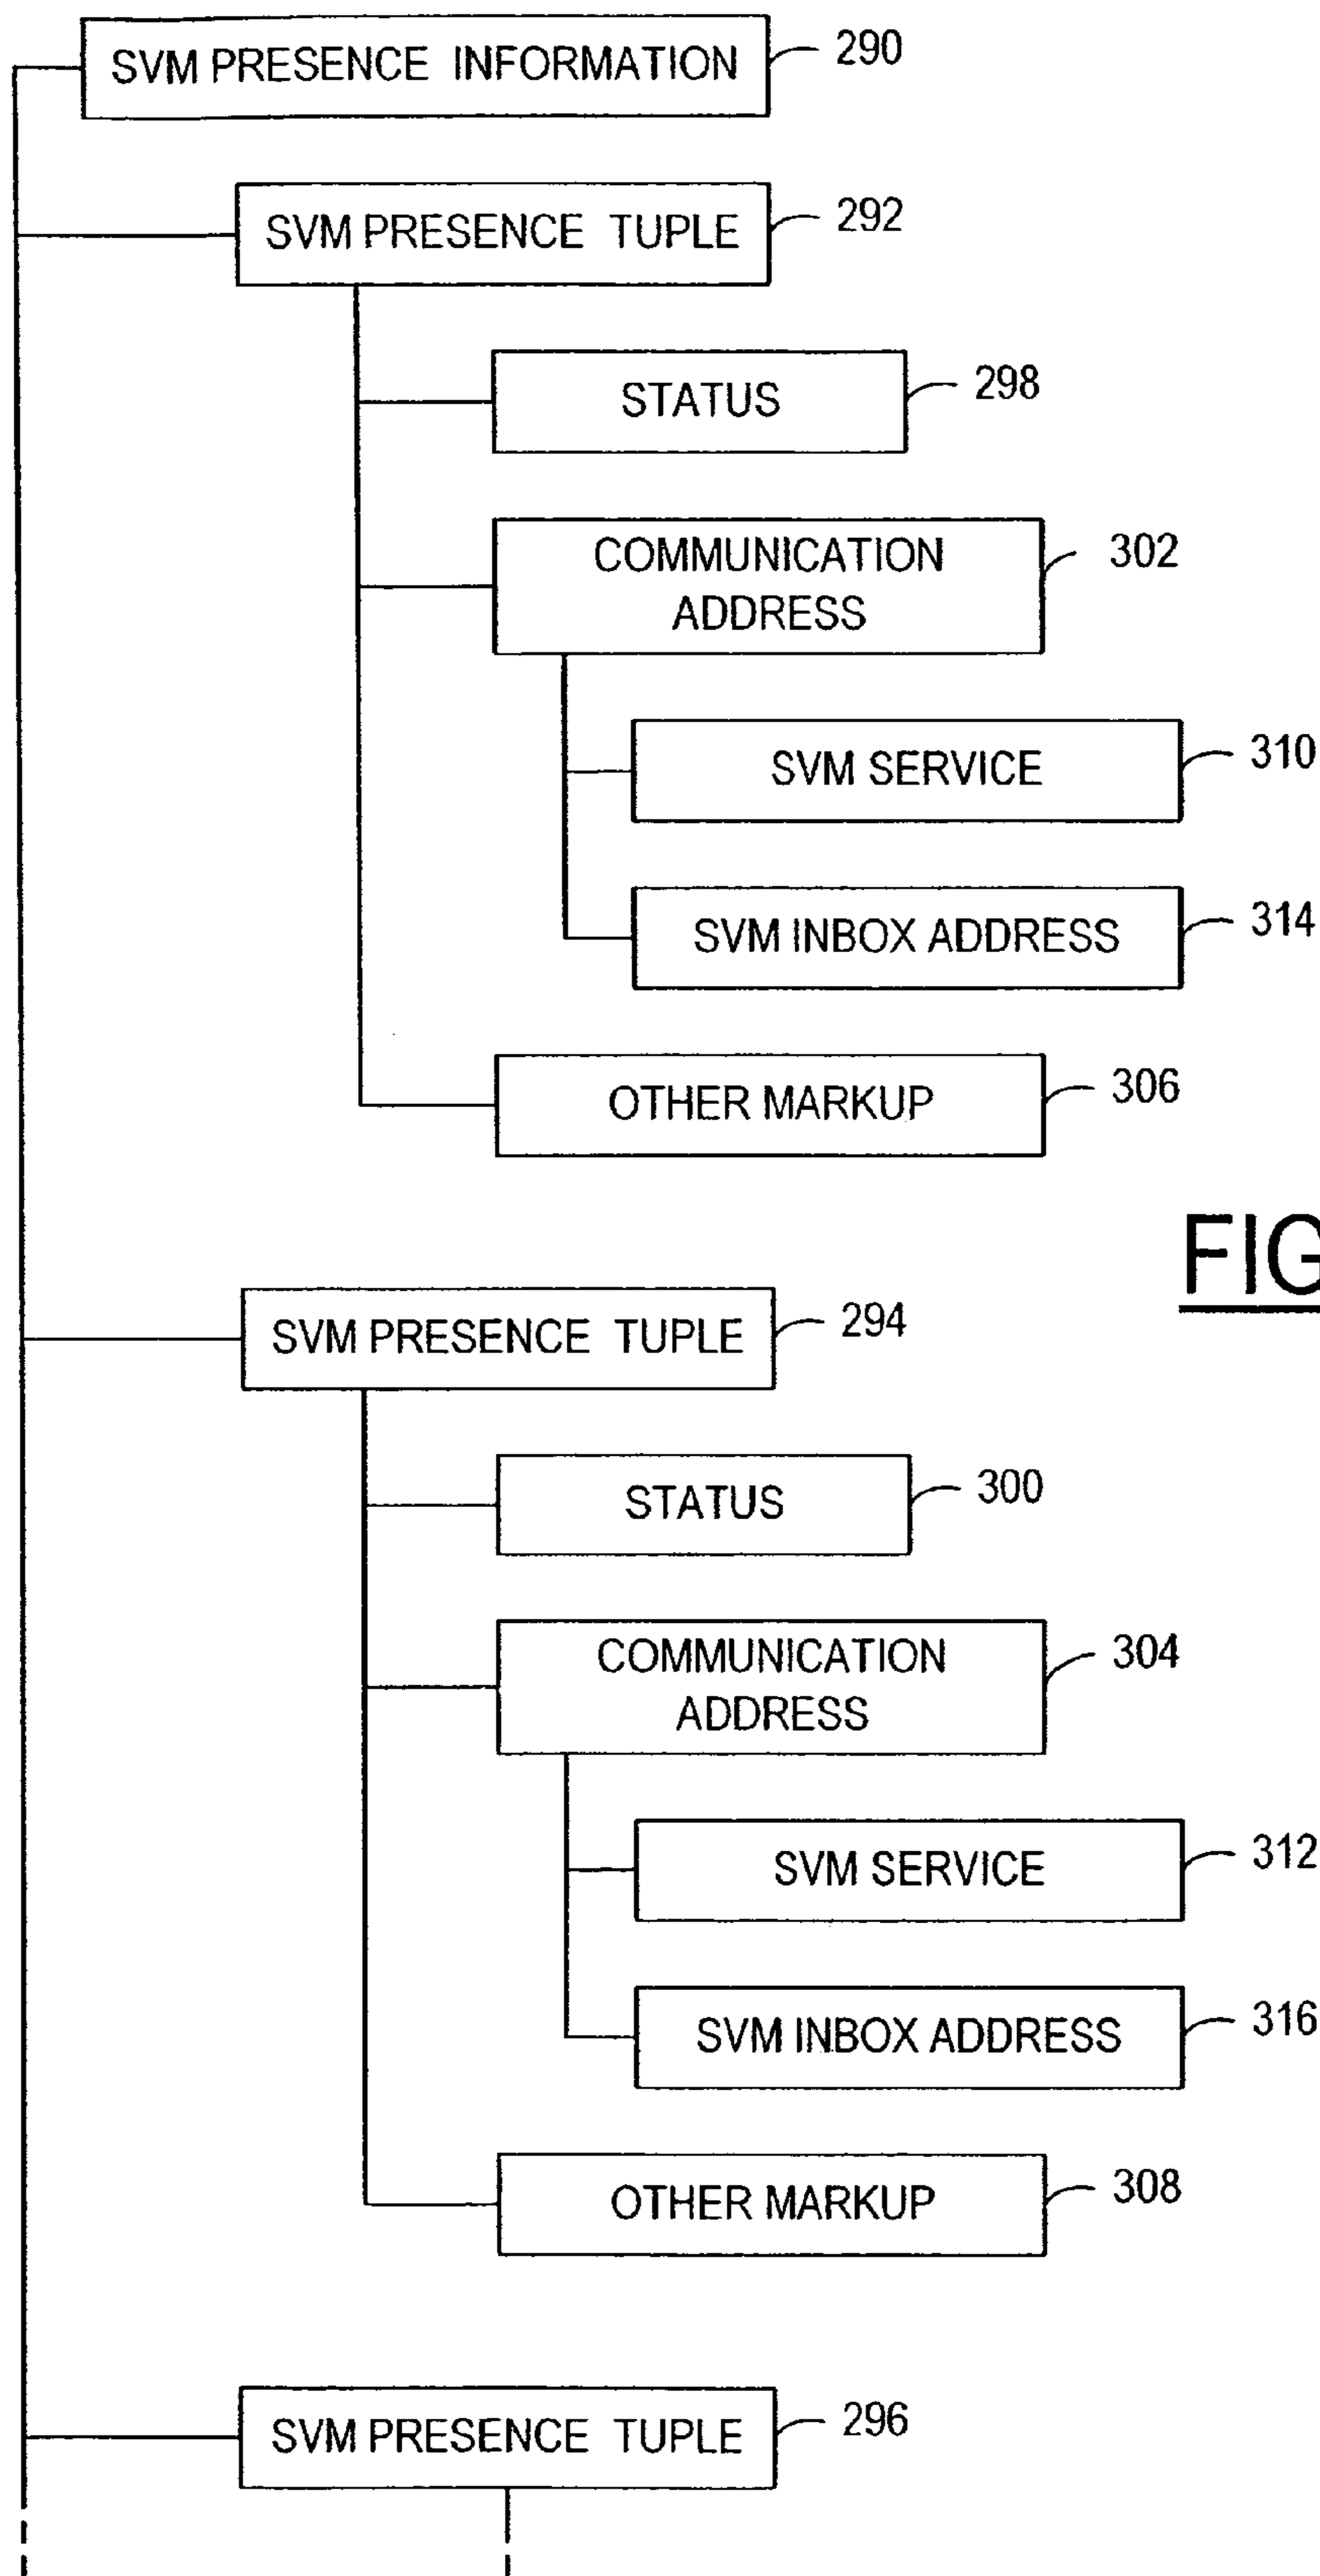 SVM PRESENCE INFORMATION 290
SVM PRESENCE TUPLE 292
STATUS 298
COMMUNICATION 302
ADDRESS
SVM SERVICE 310
SVM INBOX ADDRESS 314
OTHER MARKUP 306
FIG
SVM PRESENCE TUPLE 294
STATUS 300
COMMUNICATION 304
ADDRESS
SVM SERVICE 312
SVM INBOX ADDRESS 316
OTHER MARKUP 308
SVM PRESENCE TUPLE 296